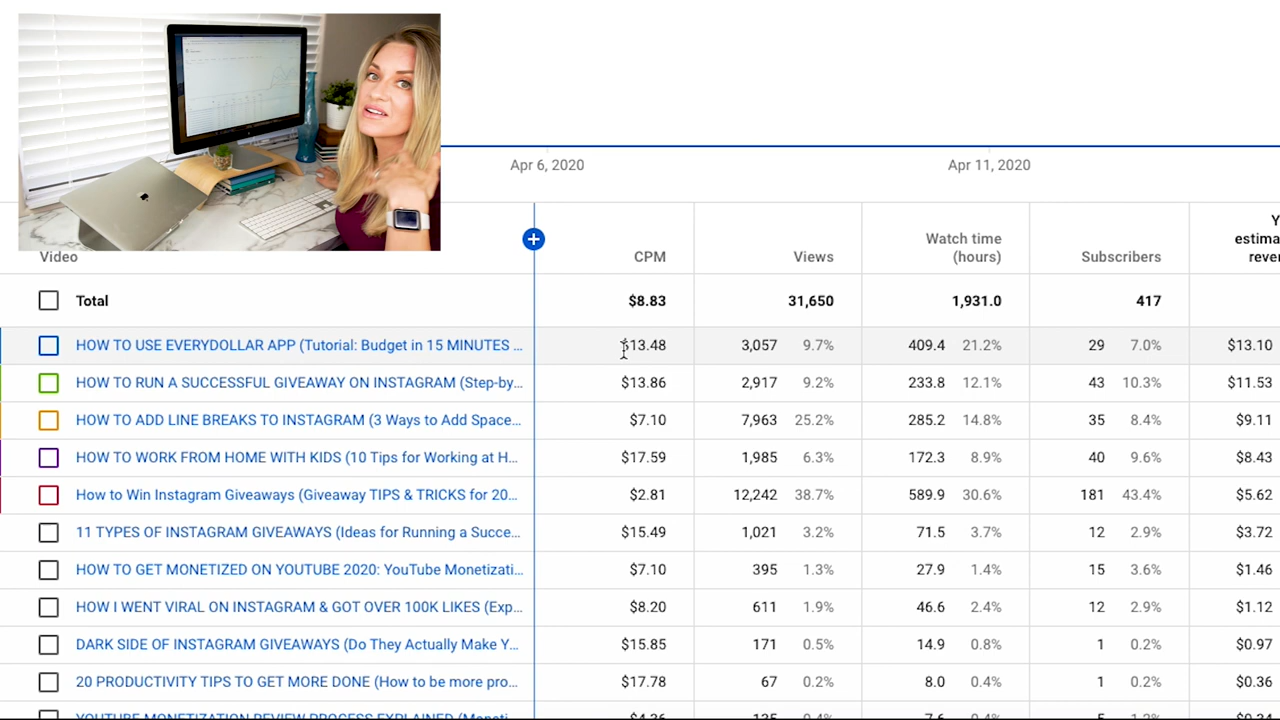 Apr 6, 2020 Apr 11, 2020
Video CPM Views Watch time (hours) Subscribers Y estima reven
Total $8.83 31,650 1,931.0 417
HOW TO USE EVERYDOLLAR APP (Tutorial: Budget in 15 MINUTES ... $13.48 3,057 9.7% 409.4 21.2% 29 7.0% $13.10
HOW TO RUN A SUCCESSFUL GIVEAWAY ON INSTAGRAM (Step-by... $13.86 2,917 9.2% 233.8 12.1% 43 10.3% $11.53
HOW TO ADD LINE BREAKS TO INSTAGRAM (3 Ways to Add Space... $7.10 7,963 25.2% 285.2 14.8% 35 8.4% $9.11
HOW TO WORK FROM HOME WITH KIDS (10 Tips for Working at H... $17.59 1,985 6.3% 172.3 8.9% 40 9.6% $8.43
How to Win Instagram Giveaways (Giveaway TIPS & TRICKS for 20... $2.81 12,242 38.7% 589.9 30.6% 181 43.4% $5.62
11 TYPES OF INSTAGRAM GIVEAWAYS (Ideas for Running a Succe... $15.49 1,021 3.2% 71.5 3.7% 12 2.9% $3.72
HOW TO GET MONETIZED ON YOUTUBE 2020: YouTube Monetizati... $7.10 395 1.3% 27.9 1.4% 15 3.6% $1.46
HOW I WENT VIRAL ON INSTAGRAM & GOT OVER 100K LIKES (Exp... $8.20 611 1.9% 46.6 2.4% 12 2.9% $1.12
DARK SIDE OF INSTAGRAM GIVEAWAYS (Do They Actually Make Y... $15.85 171 0.5% 14.9 0.8% 1 0.2% $0.97
20 PRODUCTIVITY TIPS TO GET MORE DONE (How to be more pro... $17.78 67 0.2% 8.0 0.4% 1 0.2% $0.36
YOUTUBE MONETIZATION REVIEW PROCESS EXPLAINED (Moneti...